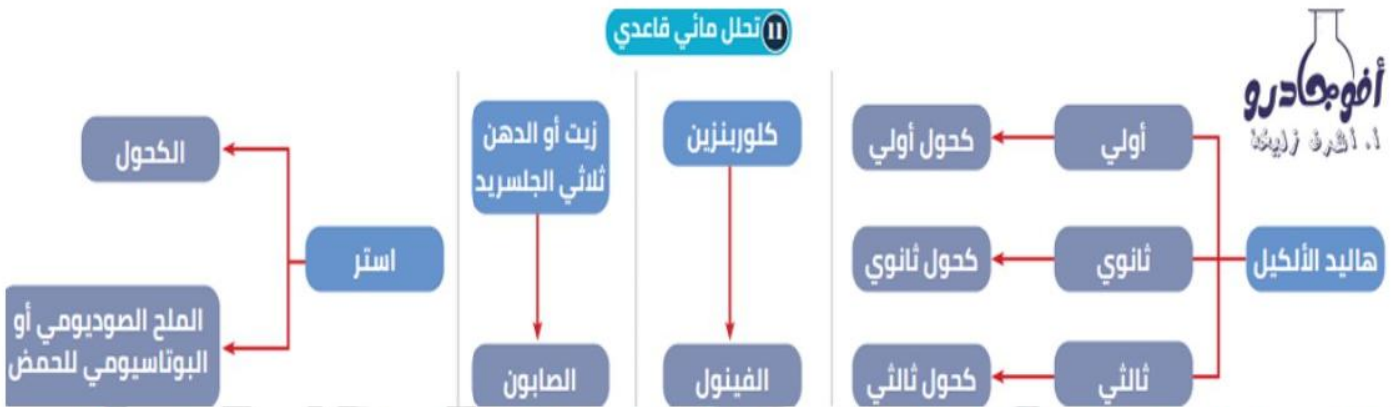 11 تحلل مائي قاعدي
أفوجادرو
أ. أشرف زليخة
هاليد الألكيل
أولي
كحول أولي
ثانوي
كحول ثانوي
ثالثي
كحول ثالثي
كلوربنزين
الفينول
زيت أو الدهن
ثلاثي الجلسريد
الصابون
استر
الكحول
الملح الصوديومي أو
البوتاسيومي للحمض